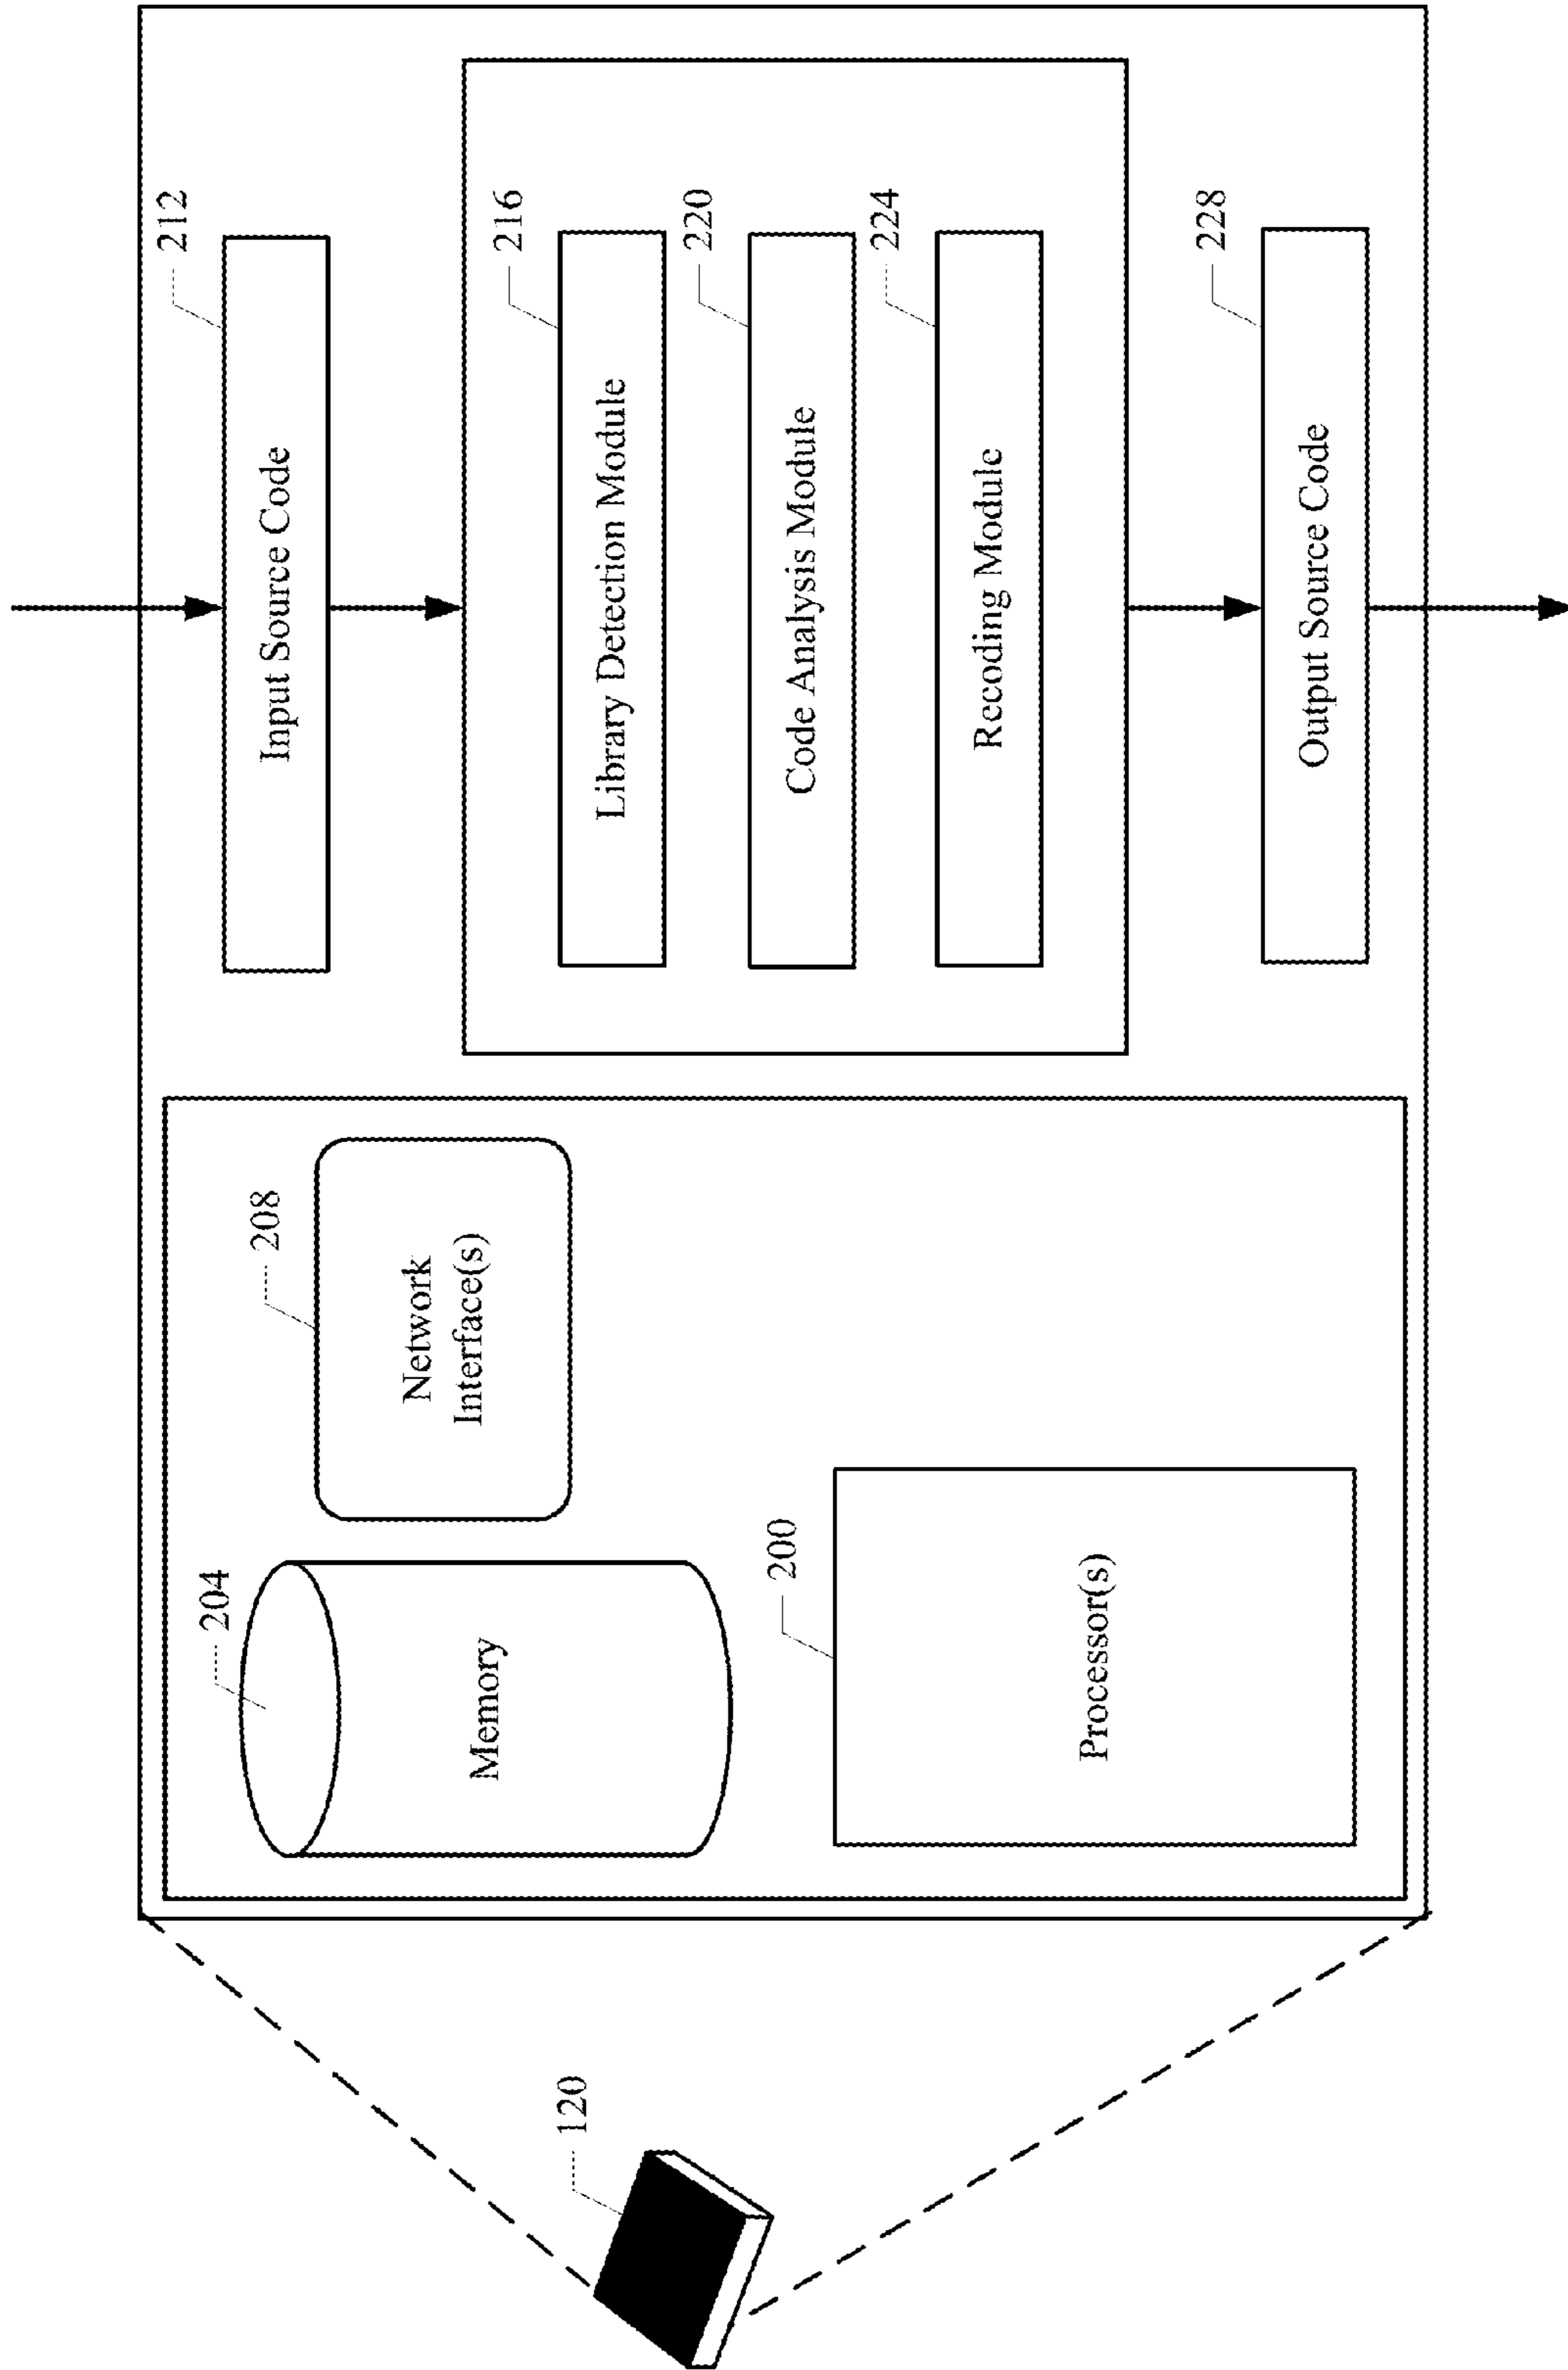 120
204
Memory
208
Network
Interface(s)
200
Processor(s)
212
Input Source Code
216
Library Detection Module
220
Code Analysis Module
224
Recoding Module
228
Output Source Code